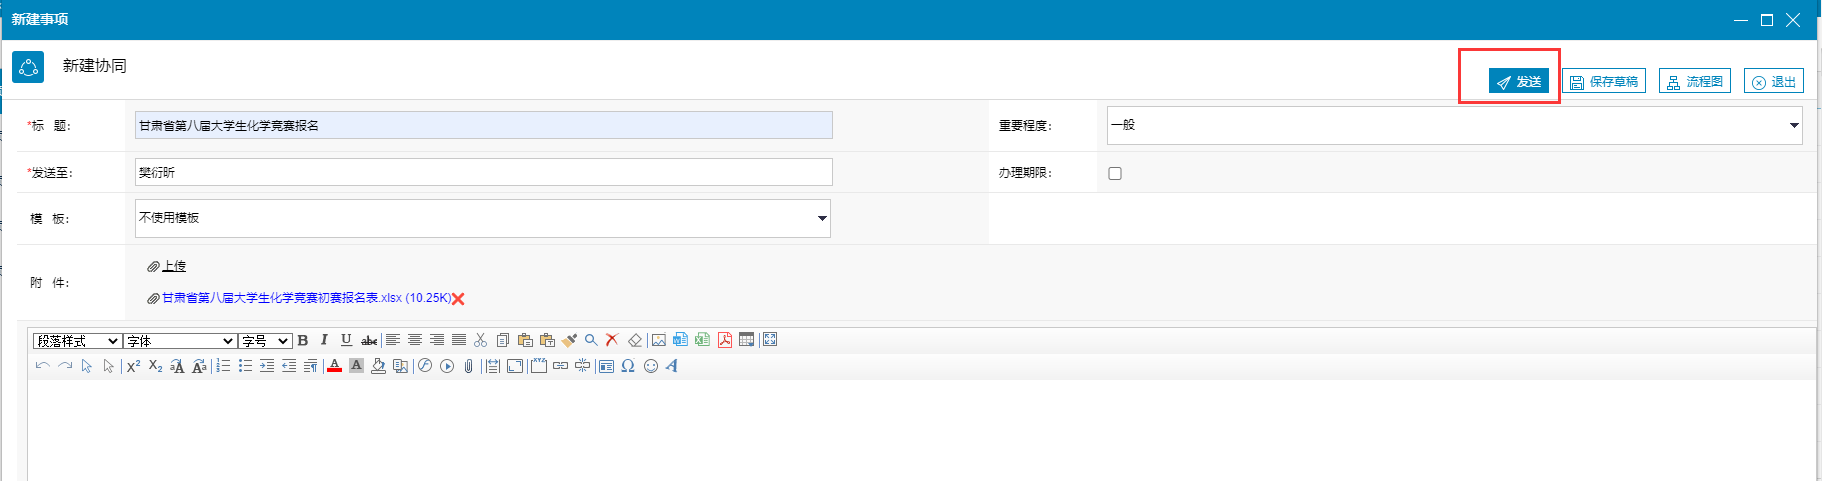 新建事项
新建协同
发送 保存草稿 流程图 退出
*标 题: 甘肃省第八届大学生化学竞赛报名 重要程度: 一般
*发送至: 樊衍昕 办理期限:
模 板: 不使用模板
上传
附 件:
甘肃省第八届大学生化学竞赛初赛报名表.xlsx (10.25K)
段落样式 字体 字号 B I U abc